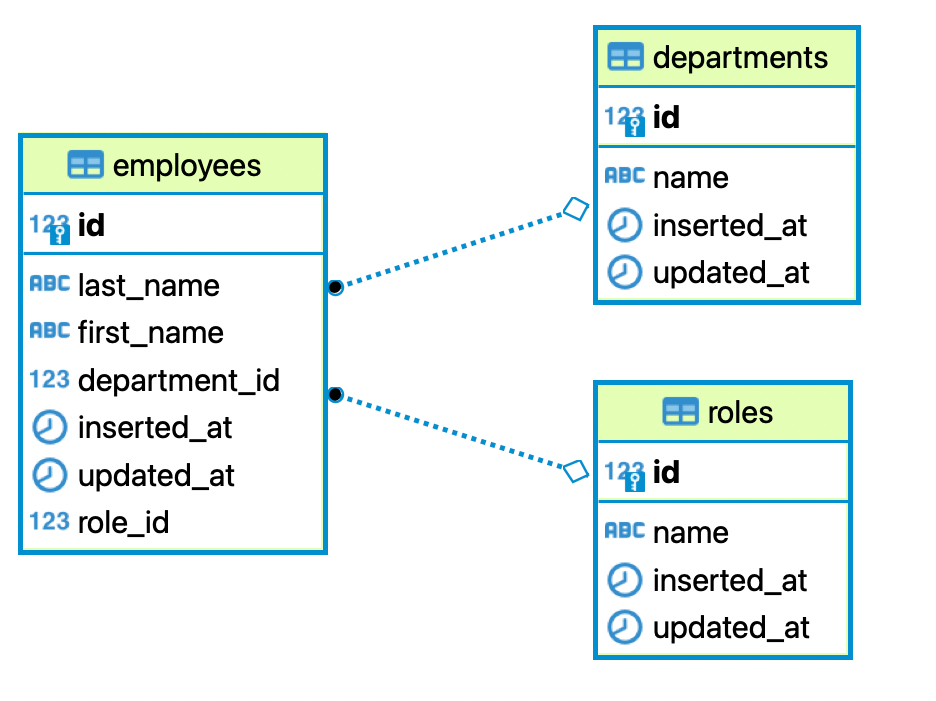 employees
123 id
ABC last_name
ABC first_name
123 department_id
inserted_at
updated_at
123 role_id
departments
123 id
ABC name
inserted_at
updated_at
roles
123 id
ABC name
inserted_at
updated_at